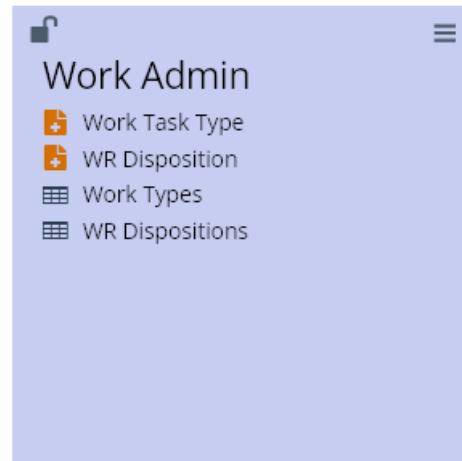 Work Admin
Work Task Type
WR Disposition
Work Types
WR Dispositions